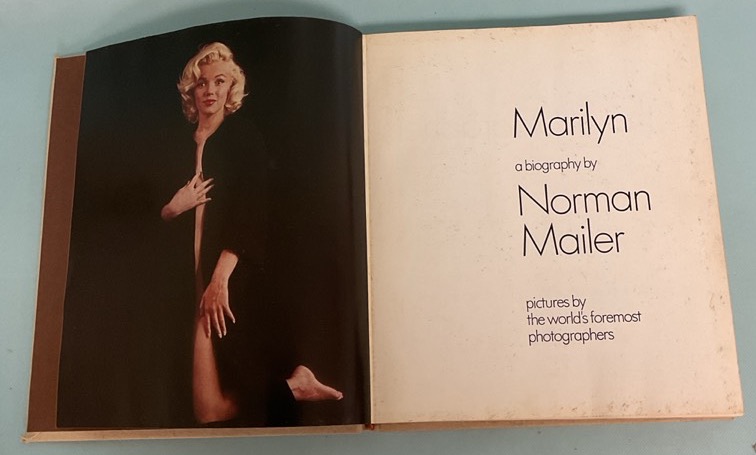 Marilyn
a biography by
Norman
Mailer
pictures by
the world's foremost
photographers